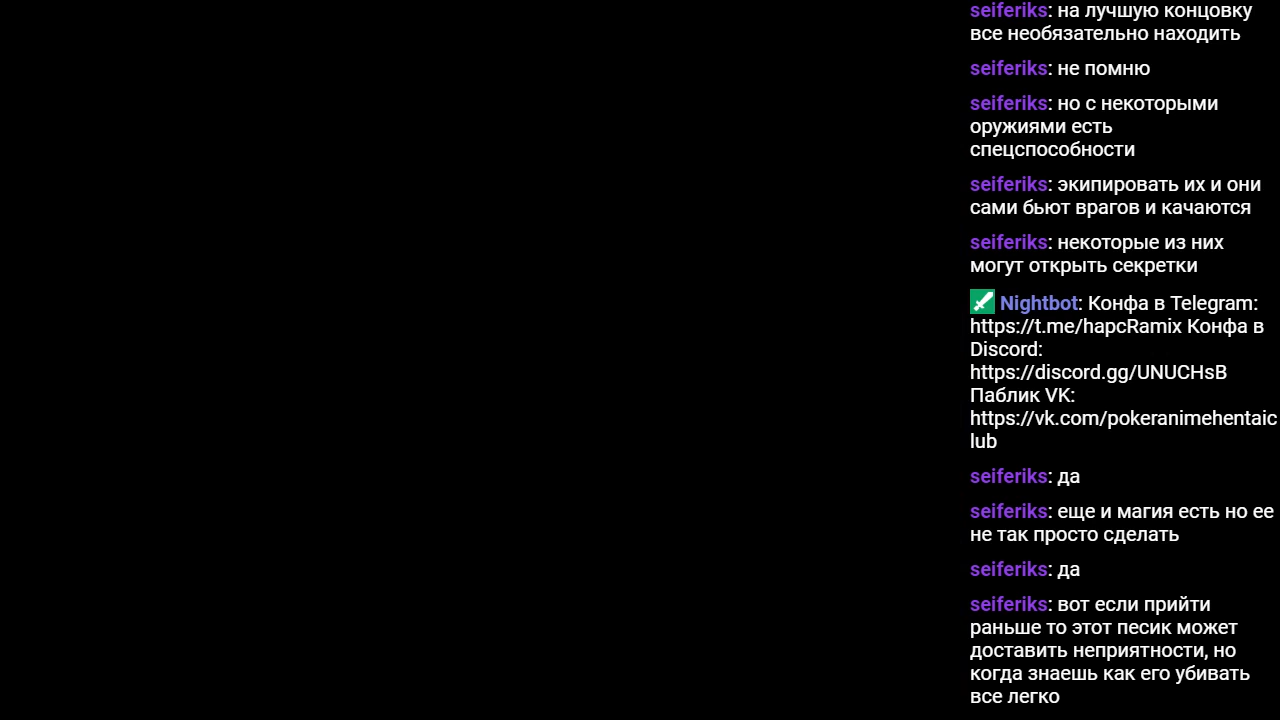 seiferiks: на лучшую концовку
все необязательно находить
seiferiks: не помню
seiferiks: но с некоторыми
оружиями есть
спецспособности
seiferiks: экипировать их и они
сами бьют врагов и качаются
seiferiks: некоторые из них
могут открыть секретки
Nightbot: Конфа в Telegram:
https://t.me/hapcRamix Конфа в
Discord:
https://discord.gg/UNUCHsB
Паблик VK:
https://vk.com/pokeranimehentaic
lub
seiferiks: да
seiferiks: еще и магия есть но ее
не так просто сделать
seiferiks: да
seiferiks: вот если прийти
раньше то этот песик может
доставить неприятности, но
когда знаешь как его убивать
все легко